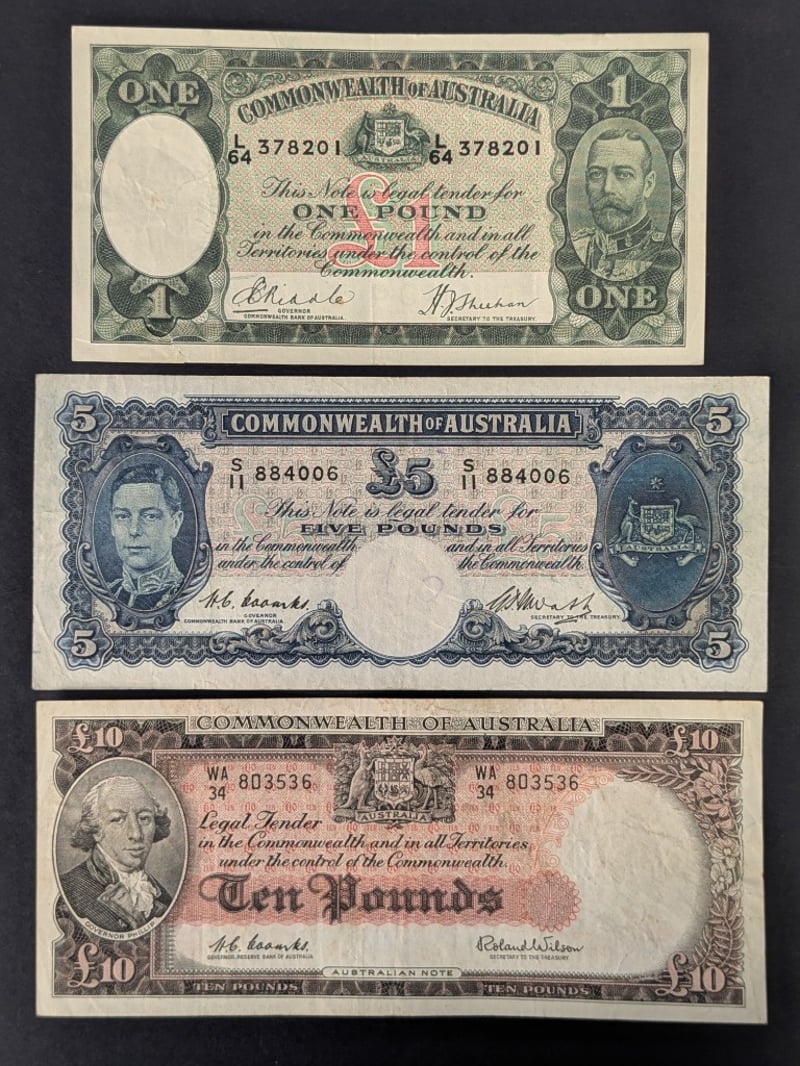 ONE
1
COMMONWEALTH OF AUSTRALIA
L/64 378201 L/64 378201
AUSTRALIA
£1
This Note is legal tender for
ONE POUND
in the Commonwealth and in all
Territories under the control of the
Commonwealth.
CRiddle HJSheehan
GOVERNOR
COMMONWEALTH BANK OF AUSTRALIA.
SECRETARY TO THE TREASURY.
1
ONE
5 COMMONWEALTH OF AUSTRALIA 5
S/11 884006 £5 S/11 884006
This Note is legal tender for
FIVE POUNDS
in the Commonwealth and in all Territories
under the control of the Commonwealth.
AUSTRALIA
H.C. Coombs.
GOVERNOR
COMMONWEALTH BANK OF AUSTRALIA.
SECRETARY TO THE TREASURY.
5 5
COMMONWEALTH OF AUSTRALIA
£10 £10
WA/34 803536 WA/34 803536
AUSTRALIA
Legal Tender
in the Commonwealth and in all Territories
under the control of the Commonwealth.
Ten Pounds
GOVERNOR PHILLIP
H.C. Coombs. Roland Wilson
GOVERNOR, RESERVE BANK OF AUSTRALIA SECRETARY TO THE TREASURY
£10 AUSTRALIAN NOTE £10
TEN POUNDS TEN POUNDS